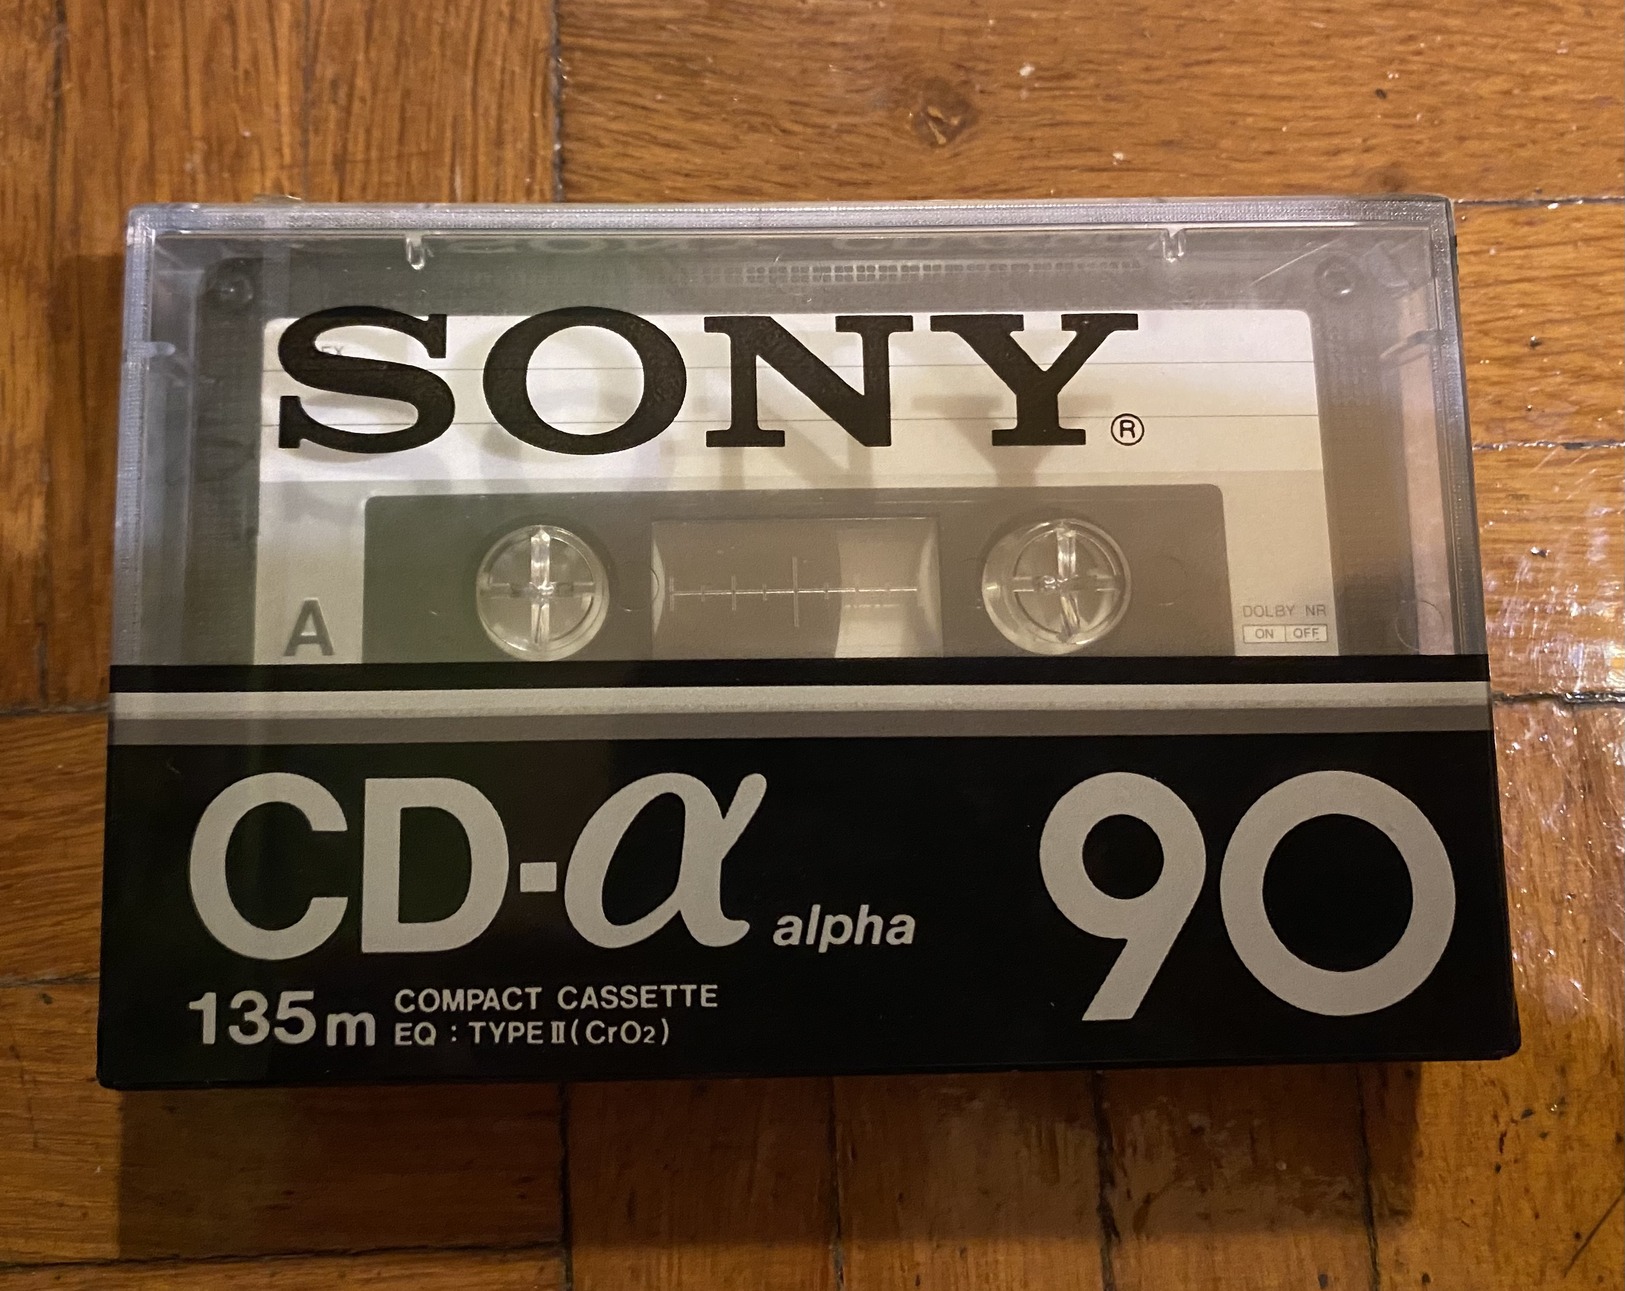 SONY®
A
DOLBY NR
ON OFF
CD-α alpha 90
135m COMPACT CASSETTE
EQ : TYPE II (CrO₂)